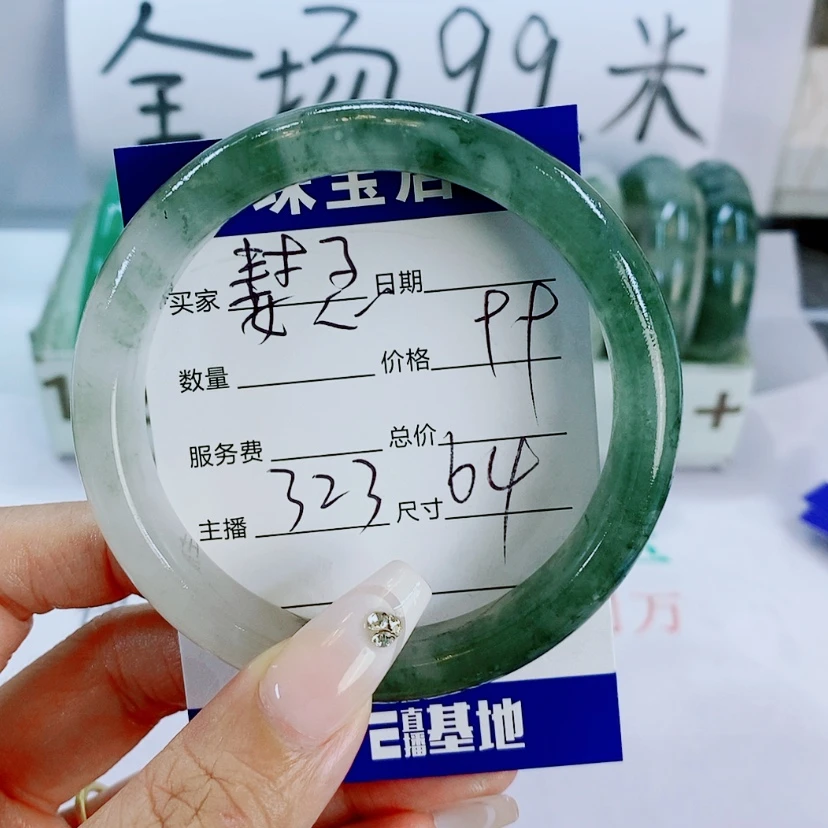 全场99米
珠宝店
买家 日期
数量 价格 99
服务费 总价
主播 323 尺寸 64
万
直播基地